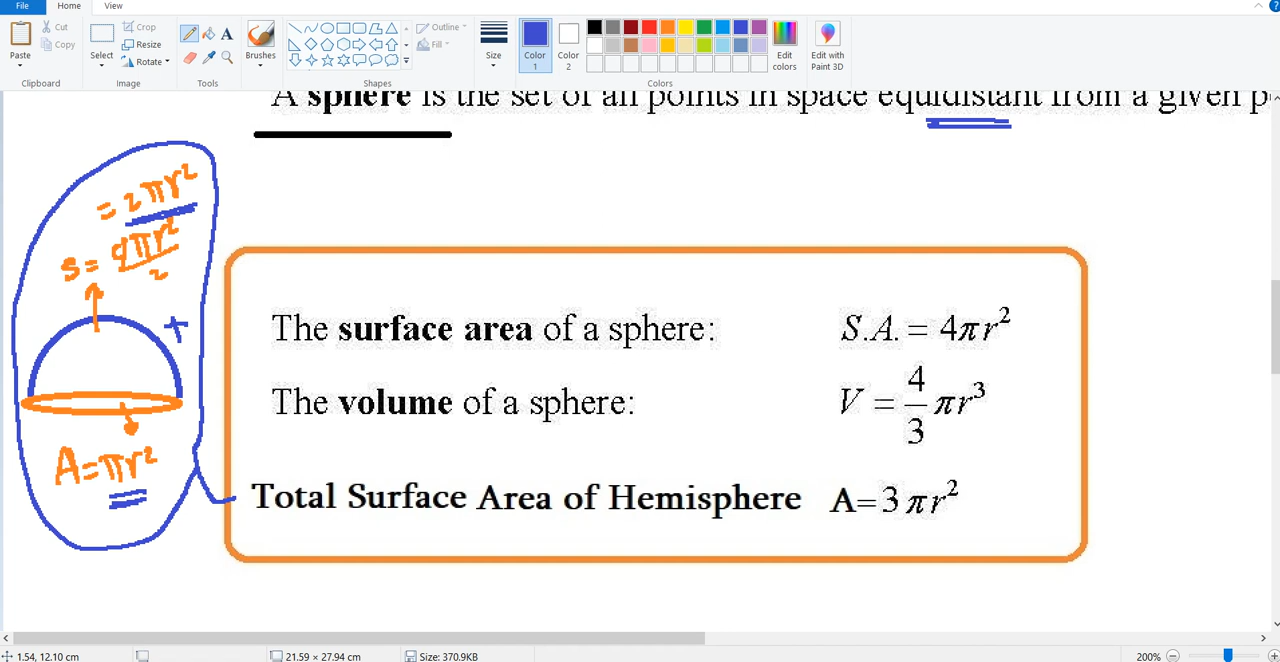 File
Home
View
Paste
Cut
Copy
Clipboard
Select
Crop
Resize
Rotate
Image
Tools
Brushes
Shapes
Outline
Fill
Size
Color 1
Color 2
Colors
Edit colors
Edit with Paint 3D
A sphere is the set of all points in space equidistant from a given p
= 2πr²
S = 4πr²/2
A=πr²
+
The surface area of a sphere: S.A. = 4πr²
The volume of a sphere: V = 4/3 πr³
Total Surface Area of Hemisphere A=3πr²
1.54, 12.10 cm
21.59 × 27.94 cm
Size: 370.9KB
200%